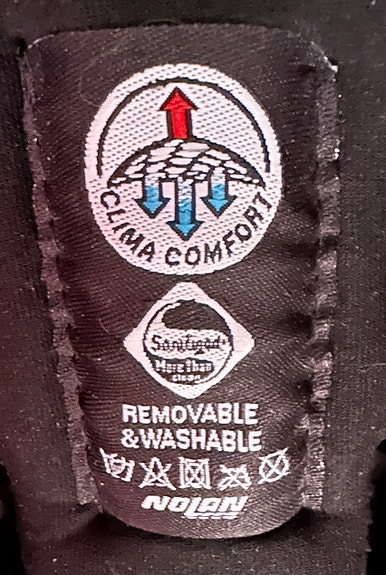 CLIMA COMFORT
Sanitized
More Than
clean
REMOVABLE
&WASHABLE
NOLAN